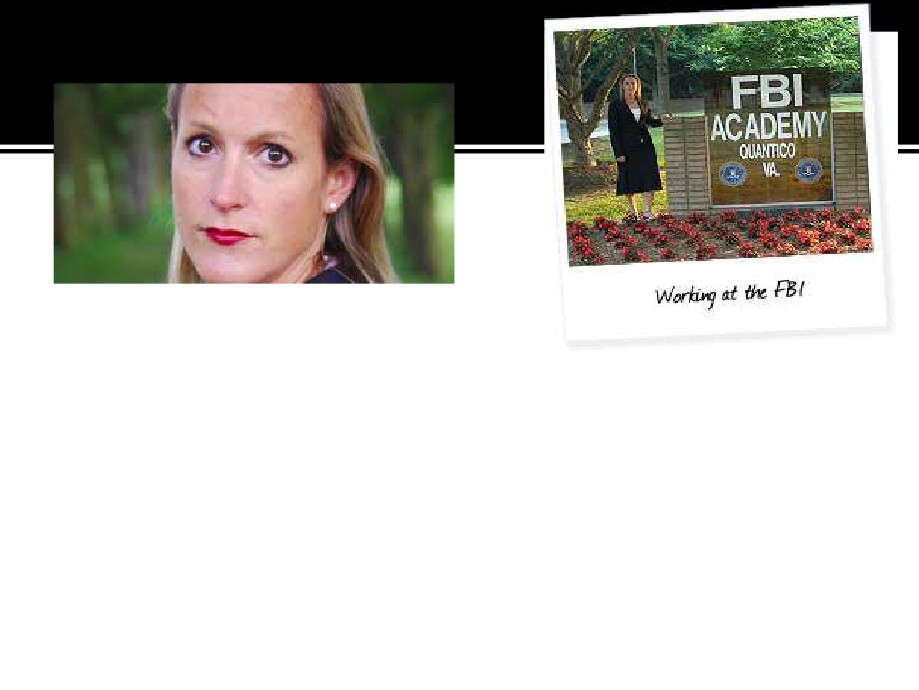 FBI
ACADEMY
QUANTICO
VA.
Working at the FBI